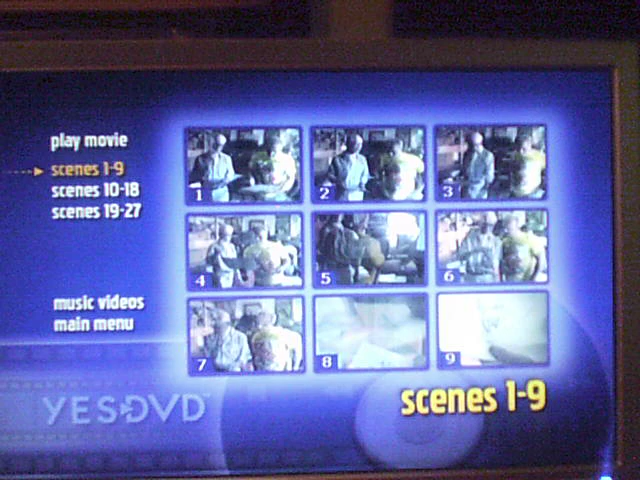 play movie
scenes 1-9
scenes 10-18
scenes 19-27
music videos
main menu
1
2
3
4
5
6
7
8
9
scenes 1-9
YESDVD